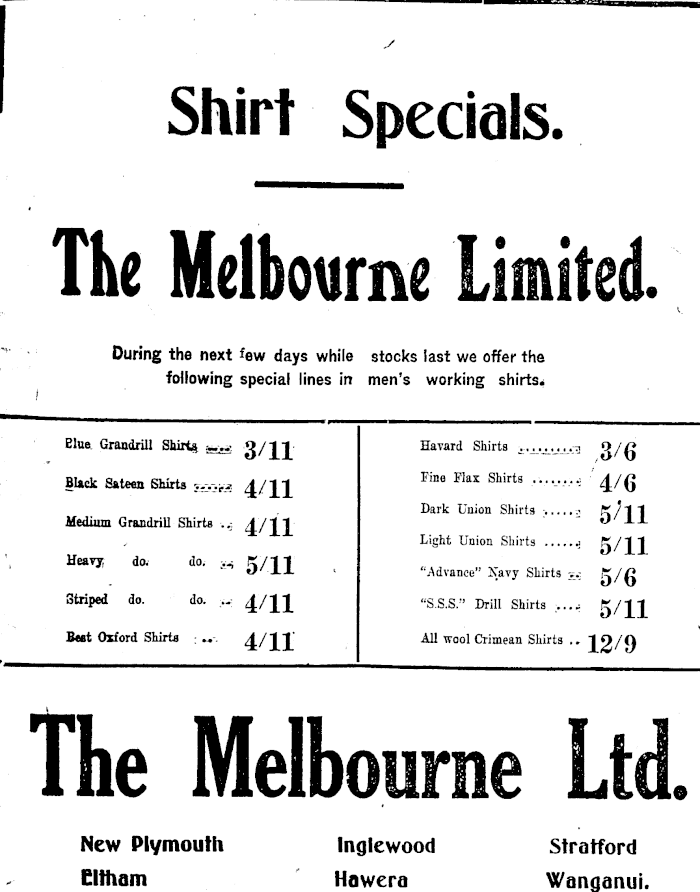 Shirt Specials.
The Melbourne Limited.
During the next few days while stocks last we offer the
following special lines in men's working shirts.
Blue Grandrill Shirts ...... 3/11
Black Sateen Shirts ...... 4/11
Medium Grandrill Shirts .. 4/11
Heavy do. do. .. 5/11
Striped do. do. .. 4/11
Best Oxford Shirts .... 4/11
Havard Shirts .......... 3/6
Fine Flax Shirts ........ 4/6
Dark Union Shirts ...... 5/11
Light Union Shirts ...... 5/11
"Advance" Navy Shirts .. 5/6
"S.S.S." Drill Shirts .... 5/11
All wool Crimean Shirts .. 12/9
The Melbourne Ltd.
New Plymouth Inglewood Stratford
Eltham Hawera Wanganui.